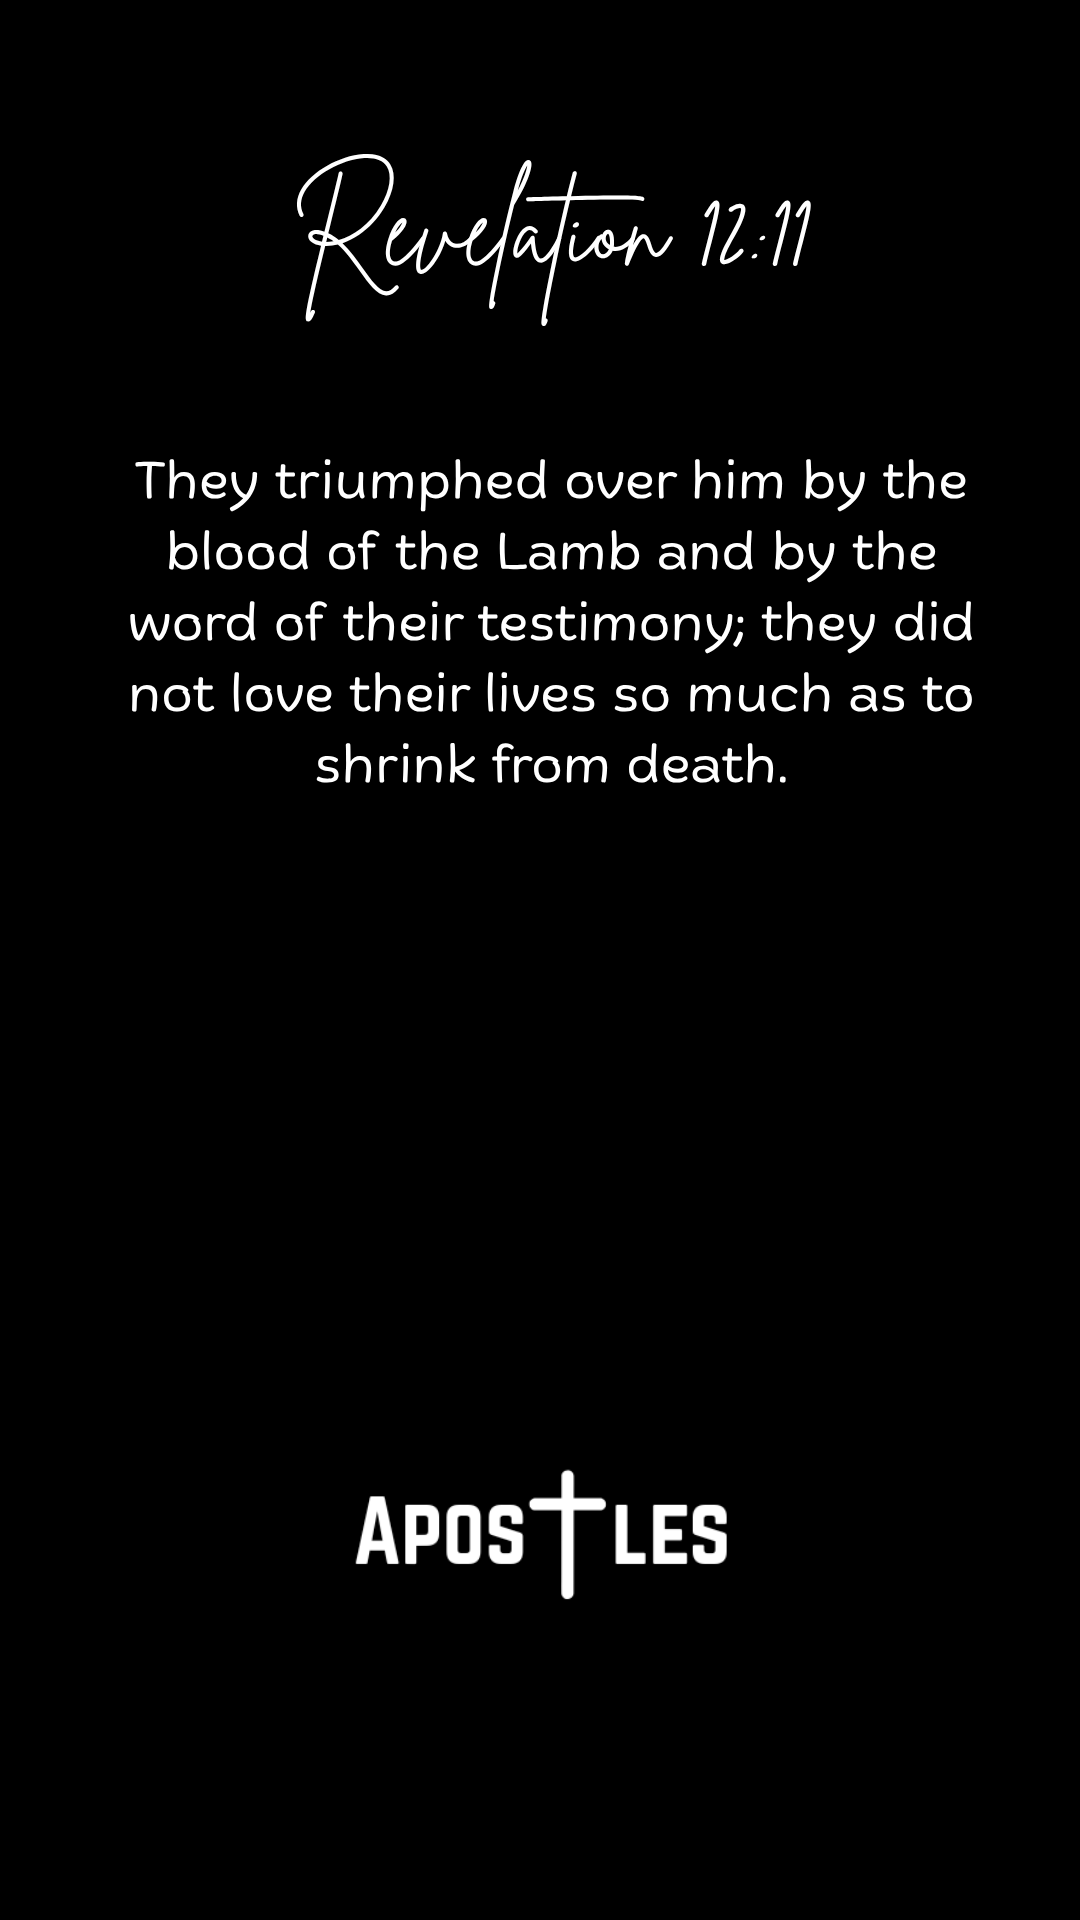 Revelation 12:11
They triumphed over him by the
blood of the Lamb and by the
word of their testimony; they did
not love their lives so much as to
shrink from death.
APOSTLES